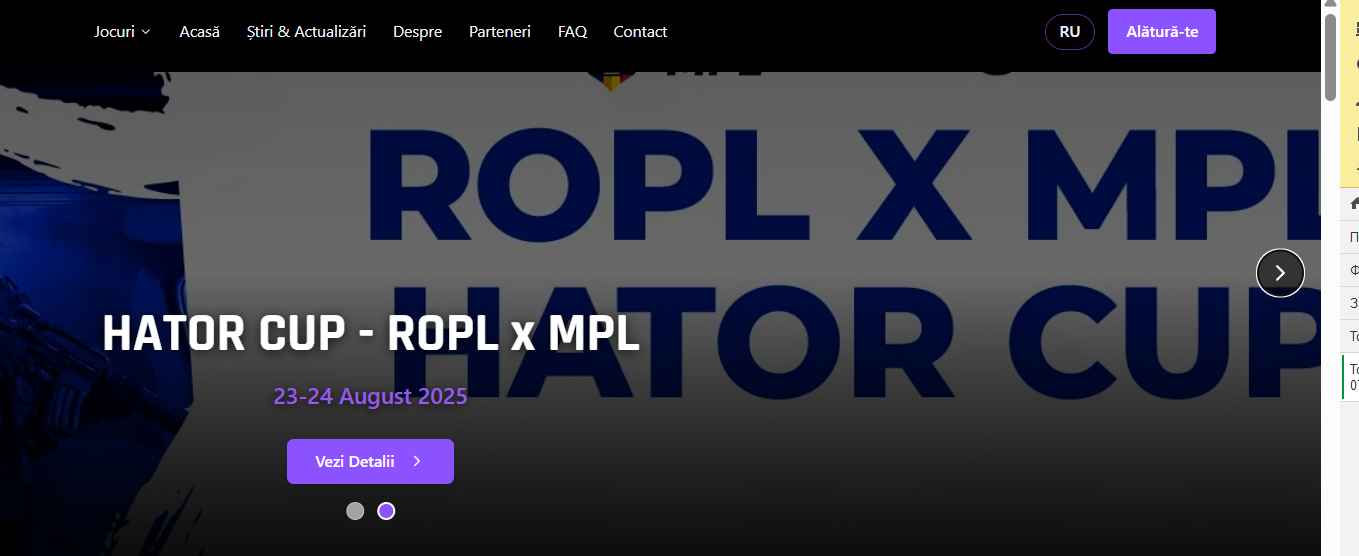 Jocuri Acasă Știri & Actualizări Despre Parteneri FAQ Contact RU Alătură-te
ROPL X MPL
HATOR CUP
HATOR CUP - ROPL x MPL
23-24 August 2025
Vezi Detalii